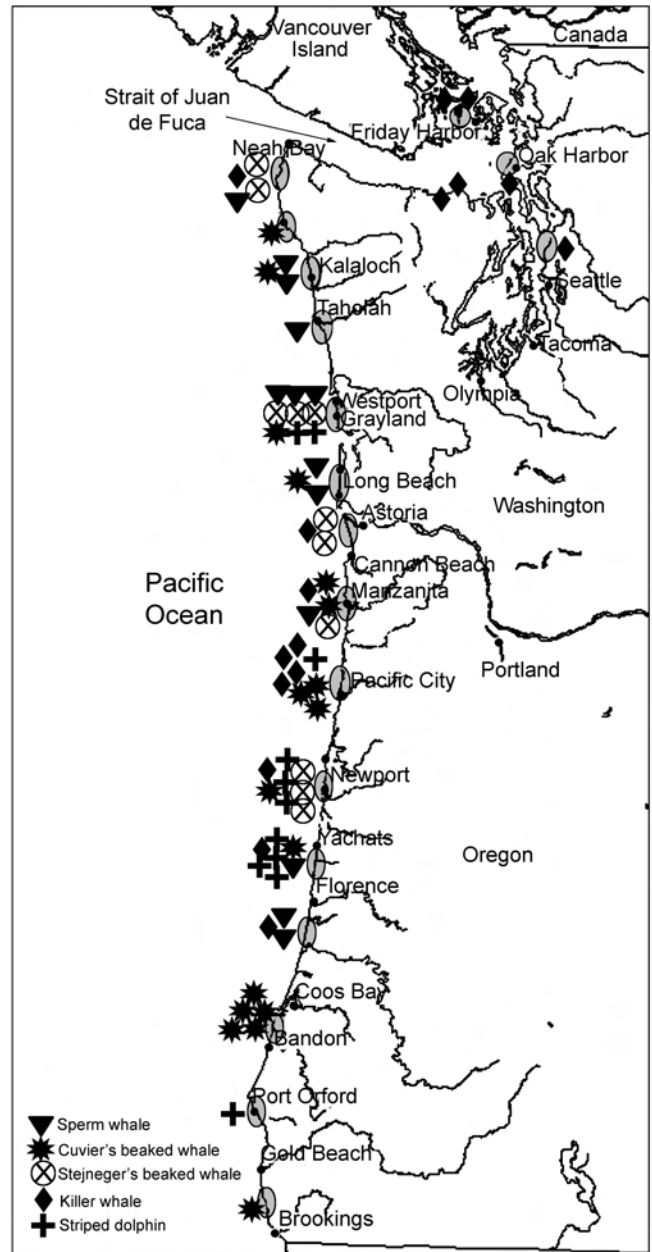 Vancouver
Island
Canada
Strait of Juan
de Fuca
Friday Harbor
Neah Bay
Oak Harbor
Kalaloch
Seattle
Taholah
Tacoma
Olympia
Westport
Grayland
Long Beach
Washington
Astoria
Cannon Beach
Pacific
Ocean
Manzanita
Portland
Pacific City
Newport
Yachats
Oregon
Florence
Coos Bay
Bandon
Port Orford
Gold Beach
Brookings
Sperm whale
Cuvier's beaked whale
Stejneger's beaked whale
Killer whale
Striped dolphin